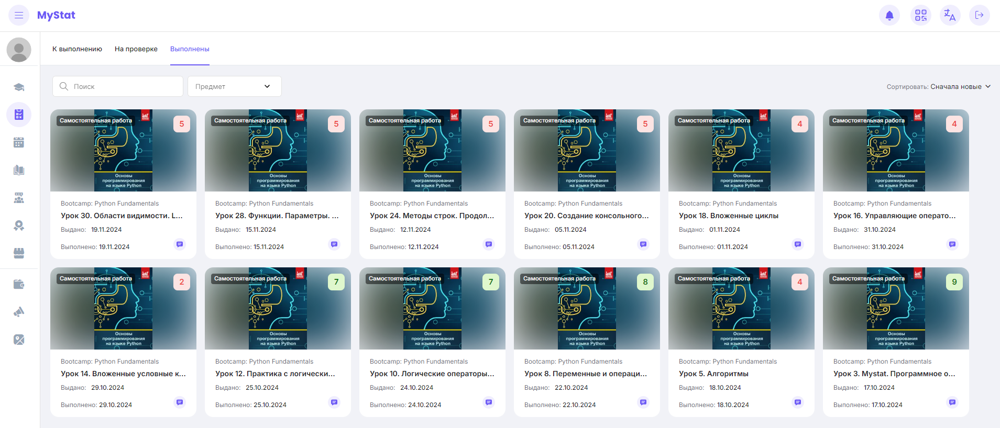 MyStat
К выполнению На проверке Выполнены
Поиск
Предмет
Сортировать: Сначала новые
Самостоятельная работа
5
Основы
программирования
на языке Python
Bootcamp: Python Fundamentals
Урок 30. Области видимости. L...
Выдано: 19.11.2024
Выполнено: 19.11.2024
Самостоятельная работа
5
Основы
программирования
на языке Python
Bootcamp: Python Fundamentals
Урок 28. Функции. Параметры. ...
Выдано: 15.11.2024
Выполнено: 15.11.2024
Самостоятельная работа
5
Основы
программирования
на языке Python
Bootcamp: Python Fundamentals
Урок 24. Методы строк. Продол...
Выдано: 12.11.2024
Выполнено: 12.11.2024
Самостоятельная работа
5
Основы
программирования
на языке Python
Bootcamp: Python Fundamentals
Урок 20. Создание консольного...
Выдано: 05.11.2024
Выполнено: 05.11.2024
Самостоятельная работа
4
Основы
программирования
на языке Python
Bootcamp: Python Fundamentals
Урок 18. Вложенные циклы
Выдано: 01.11.2024
Выполнено: 01.11.2024
Самостоятельная работа
4
Основы
программирования
на языке Python
Bootcamp: Python Fundamentals
Урок 16. Управляющие операто...
Выдано: 31.10.2024
Выполнено: 31.10.2024
Самостоятельная работа
2
Основы
программирования
на языке Python
Bootcamp: Python Fundamentals
Урок 14. Вложенные условные к...
Выдано: 29.10.2024
Выполнено: 29.10.2024
Самостоятельная работа
7
Основы
программирования
на языке Python
Bootcamp: Python Fundamentals
Урок 12. Практика с логически...
Выдано: 25.10.2024
Выполнено: 25.10.2024
Самостоятельная работа
7
Основы
программирования
на языке Python
Bootcamp: Python Fundamentals
Урок 10. Логические операторы...
Выдано: 24.10.2024
Выполнено: 24.10.2024
Самостоятельная работа
8
Основы
программирования
на языке Python
Bootcamp: Python Fundamentals
Урок 8. Переменные и операци...
Выдано: 22.10.2024
Выполнено: 22.10.2024
Самостоятельная работа
4
Основы
программирования
на языке Python
Bootcamp: Python Fundamentals
Урок 5. Алгоритмы
Выдано: 18.10.2024
Выполнено: 18.10.2024
Самостоятельная работа
9
Основы
программирования
на языке Python
Bootcamp: Python Fundamentals
Урок 3. Mystat. Программное о...
Выдано: 17.10.2024
Выполнено: 17.10.2024